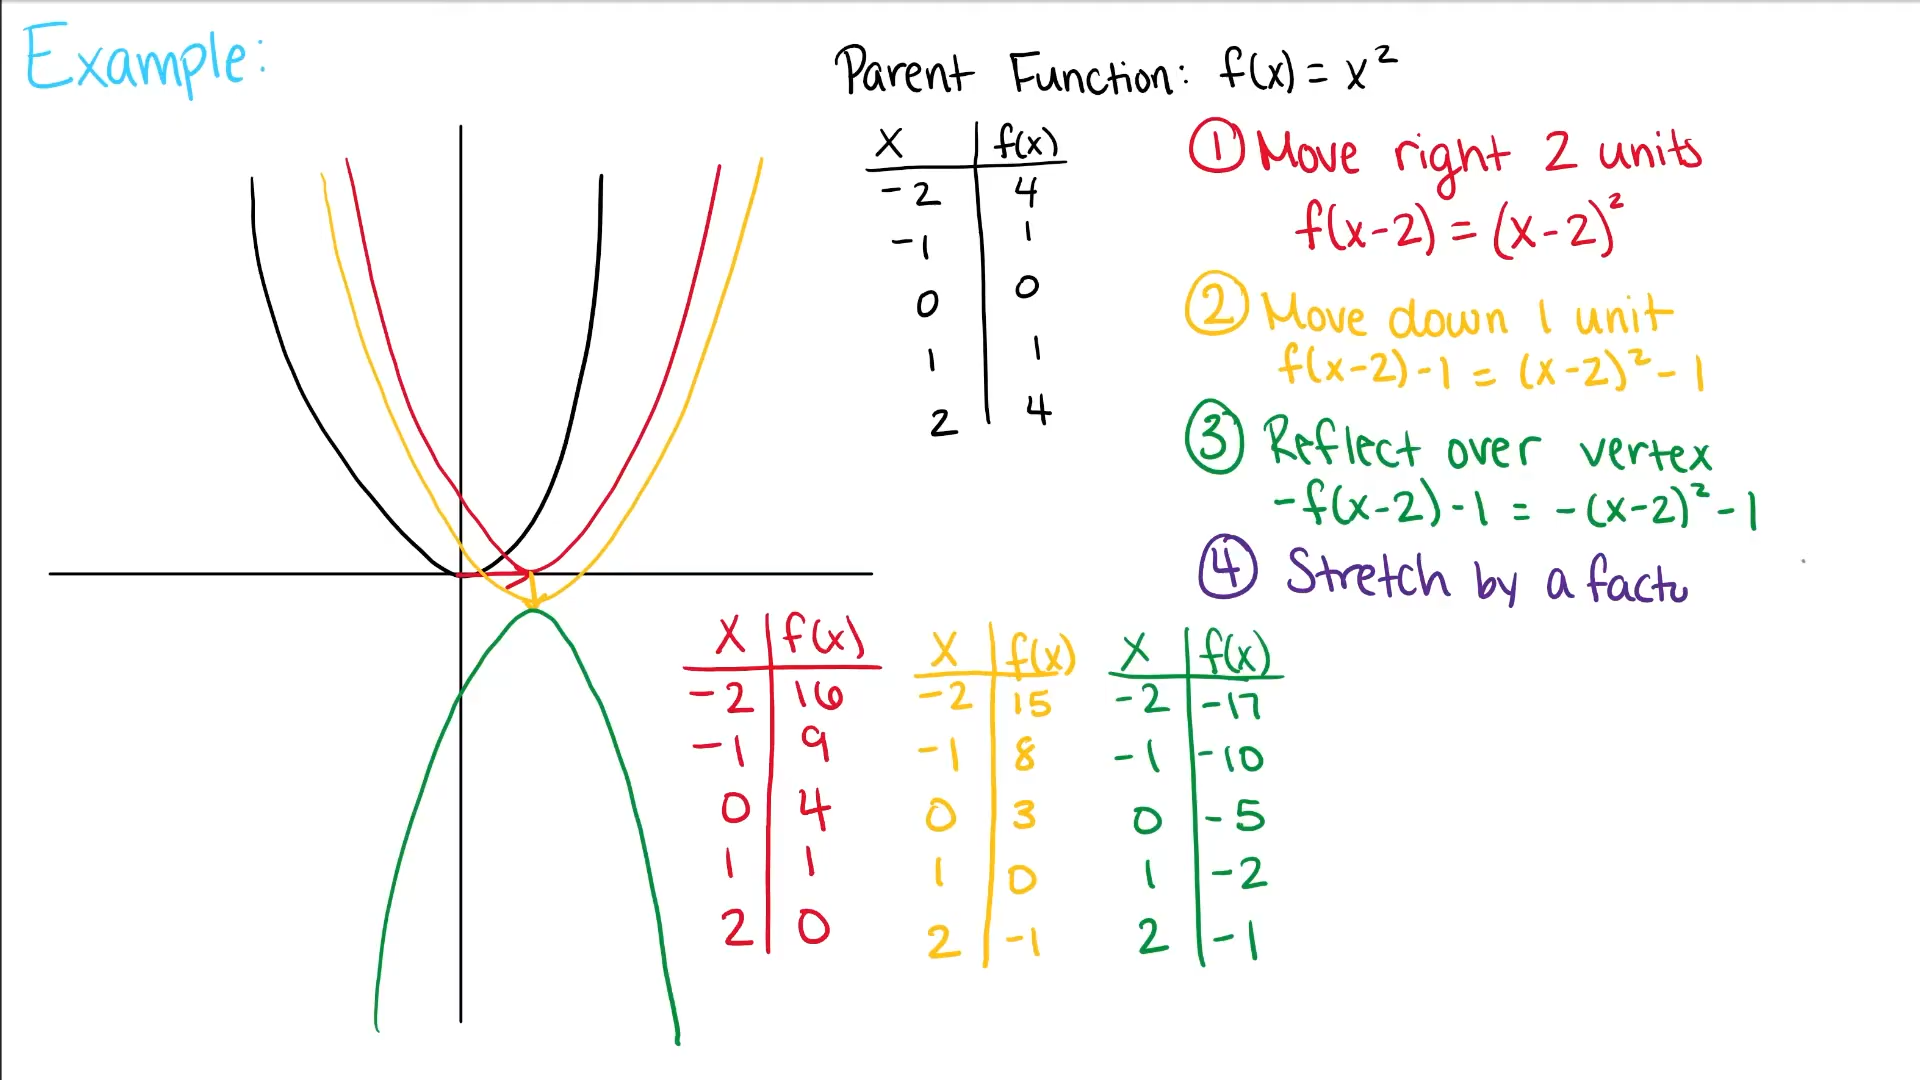 Example:
Parent Function: f(x) = x²
x f(x)
-2 4
-1 1
0 0
1 1
2 4
① Move right 2 units
f(x-2) = (x-2)²
② Move down 1 unit
f(x-2)-1 = (x-2)²-1
③ Reflect over vertex
-f(x-2)-1 = -(x-2)²-1
④ Stretch by a facto
x f(x)
-2 16
-1 9
0 4
1 1
2 0
x f(x)
-2 15
-1 8
0 3
1 0
2 -1
x f(x)
-2 -17
-1 -10
0 -5
1 -2
2 -1